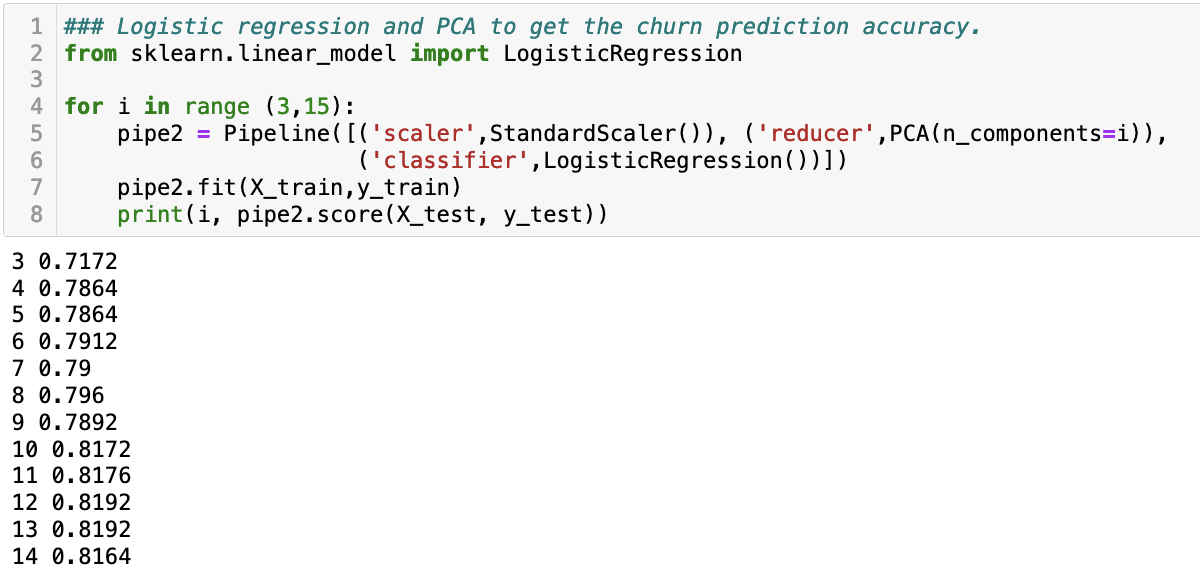 1 ### Logistic regression and PCA to get the churn prediction accuracy.
2 from sklearn.linear_model import LogisticRegression
3
4 for i in range (3,15):
5     pipe2 = Pipeline([('scaler',StandardScaler()), ('reducer',PCA(n_components=i)),
6                       ('classifier',LogisticRegression())])
7     pipe2.fit(X_train,y_train)
8     print(i, pipe2.score(X_test, y_test))
3 0.7172
4 0.7864
5 0.7864
6 0.7912
7 0.79
8 0.796
9 0.7892
10 0.8172
11 0.8176
12 0.8192
13 0.8192
14 0.8164